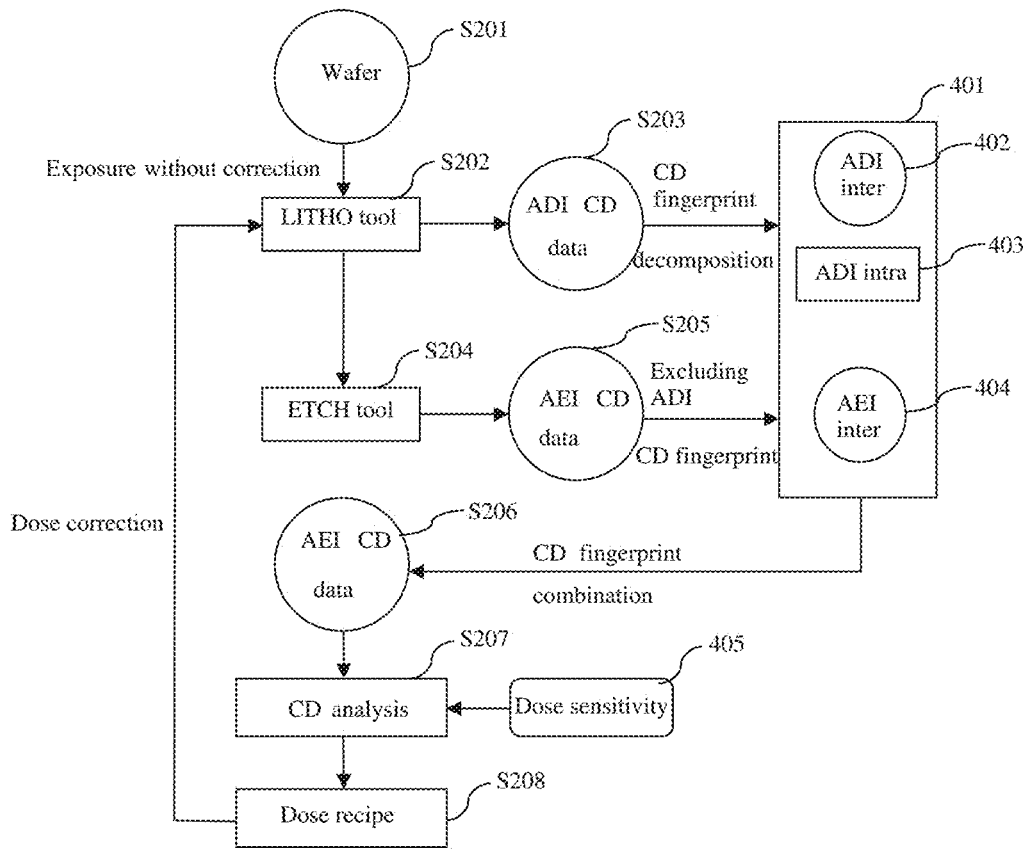 S201
Wafer
Exposure without correction
S202
LITHO tool
S203
ADI CD
data
CD
fingerprint
decomposition
401
402
ADI
inter
403
ADI intra
S204
ETCH tool
S205
AEI CD
data
Excluding
ADI
CD fingerprint
404
AEI
inter
Dose correction
S206
AEI CD
data
CD fingerprint
combination
S207
CD analysis
405
Dose sensitivity
S208
Dose recipe